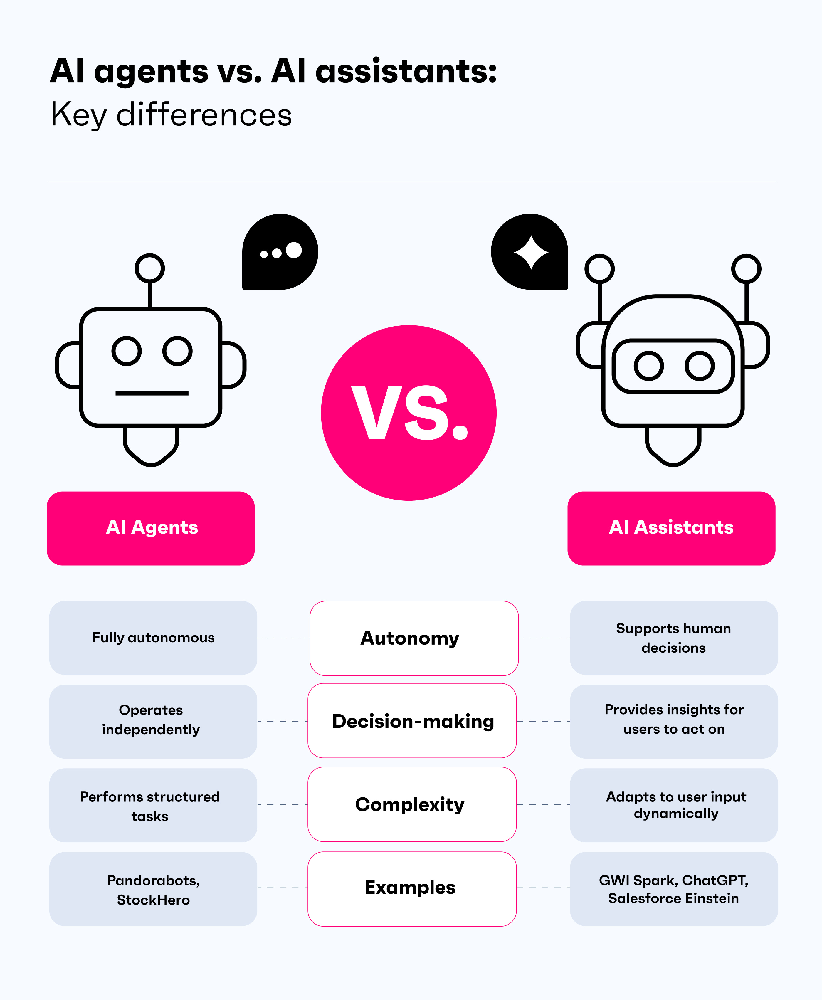 AI agents vs. AI assistants:
Key differences
VS.
AI Agents
AI Assistants
Fully autonomous
Autonomy
Supports human
decisions
Operates
independently
Decision-making
Provides insights for
users to act on
Performs structured
tasks
Complexity
Adapts to user input
dynamically
Pandorabots,
StockHero
Examples
GWI Spark, ChatGPT,
Salesforce Einstein